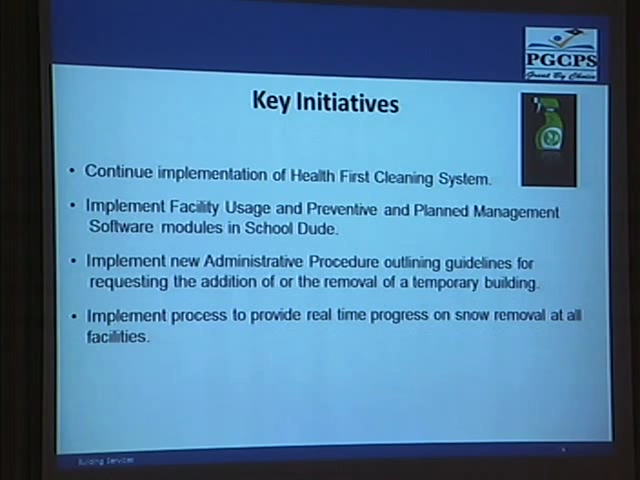 PGCPS
Great By Choice
Key Initiatives
• Continue implementation of Health First Cleaning System.
• Implement Facility Usage and Preventive and Planned Management
Software modules in School Dude.
• Implement new Administrative Procedure outlining guidelines for
requesting the addition of or the removal of a temporary building.
• Implement process to provide real time progress on snow removal at all
facilities.
Building Services